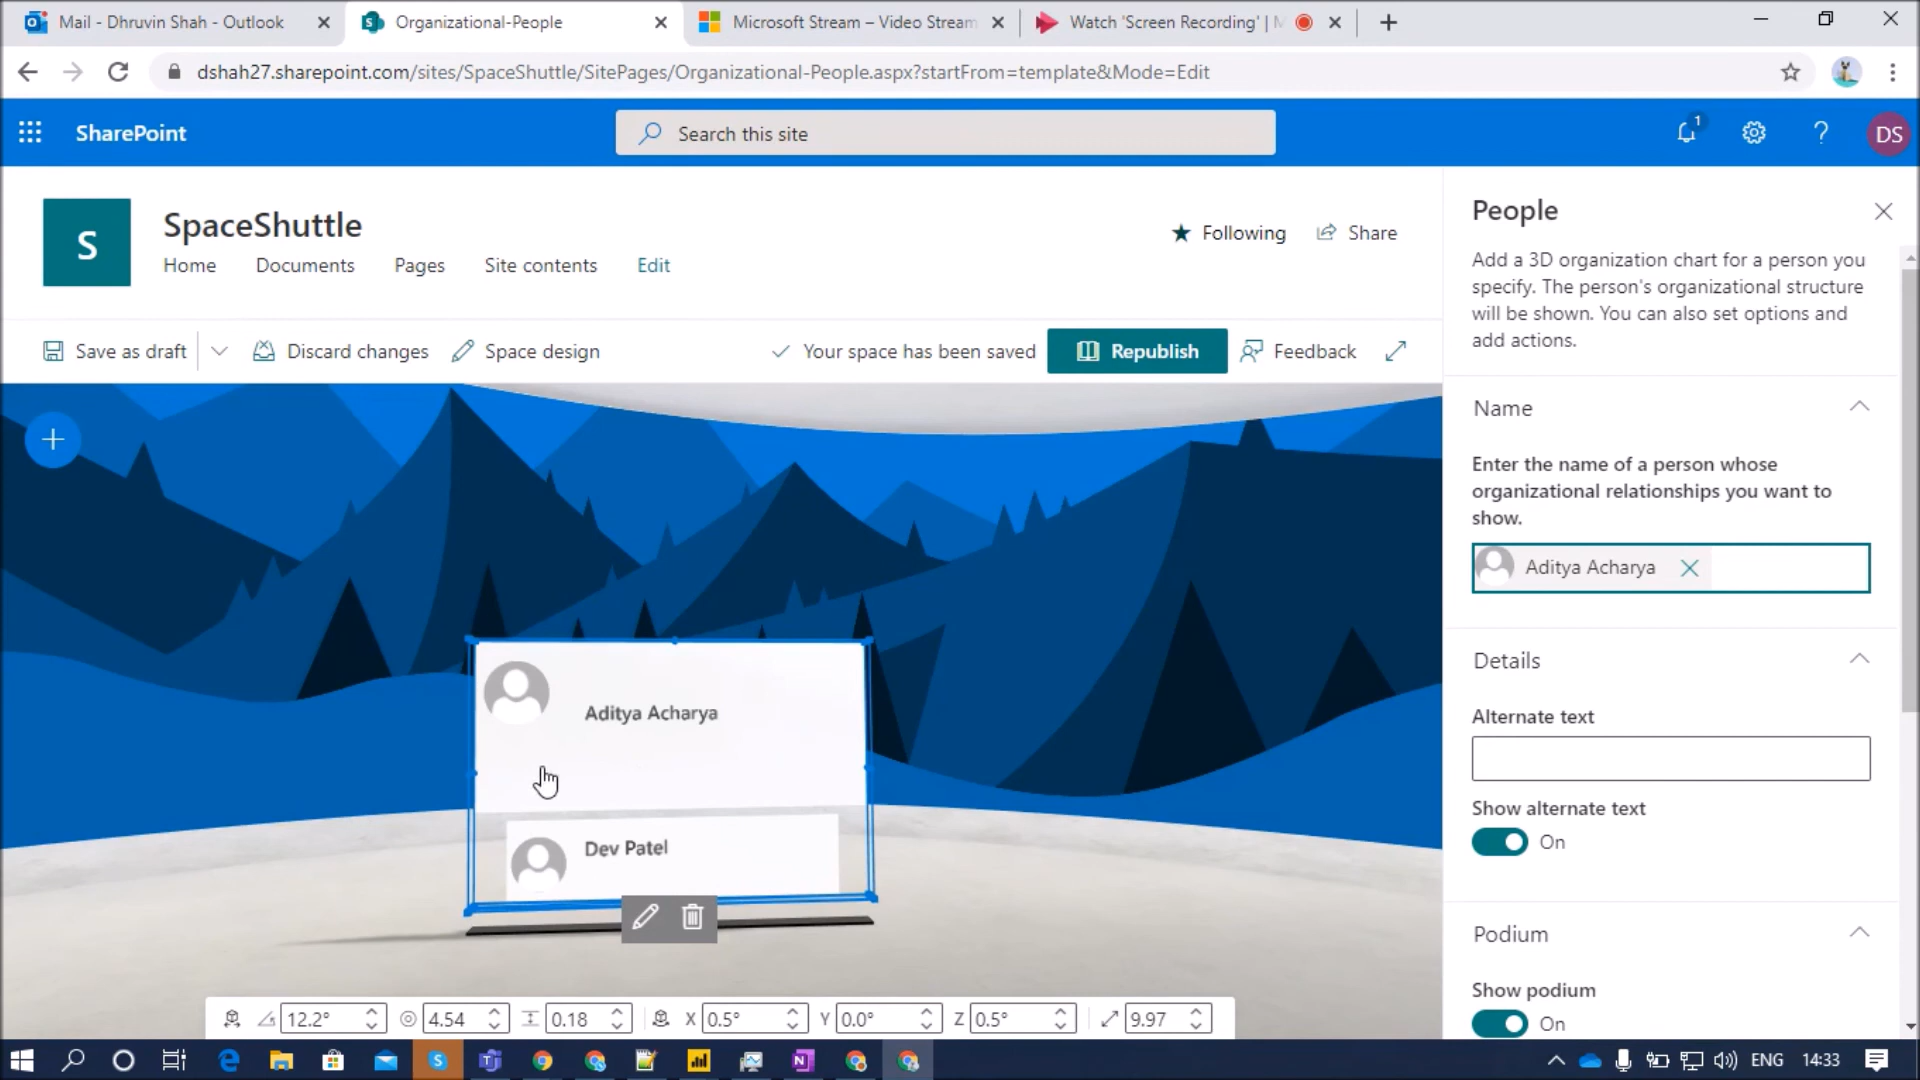 Mail - Dhruvin Shah - Outlook
Organizational-People
Microsoft Stream – Video Stream
Watch 'Screen Recording' |
dshah27.sharepoint.com/sites/SpaceShuttle/SitePages/Organizational-People.aspx?startFrom=template&Mode=Edit
SharePoint
Search this site
1
DS
S
SpaceShuttle
Following
Share
Home
Documents
Pages
Site contents
Edit
Save as draft
Discard changes
Space design
Your space has been saved
Republish
Feedback
People
Add a 3D organization chart for a person you
specify. The person's organizational structure
will be shown. You can also set options and
add actions.
Name
Enter the name of a person whose
organizational relationships you want to
show.
Aditya Acharya
Details
Alternate text
Show alternate text
On
Podium
Show podium
On
Aditya Acharya
Dev Patel
12.2°
4.54
0.18
X 0.5°
Y 0.0°
Z 0.5°
9.97
ENG
14:33